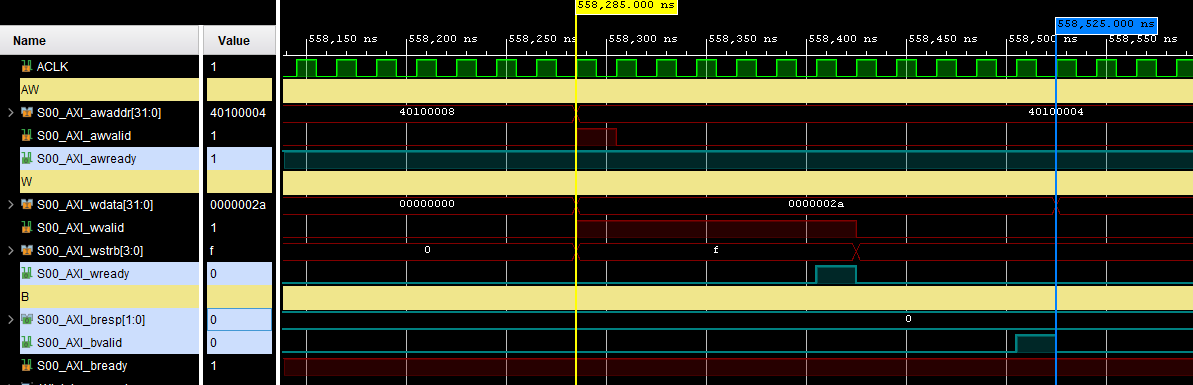 558,285.000 ns
558,525.000 ns
Name Value
558,150 ns 558,200 ns 558,250 ns 558,300 ns 558,350 ns 558,400 ns 558,450 ns 558,500 ns 558,550 ns
ACLK 1
AW
S00_AXI_awaddr[31:0] 40100004 40100008 40100004
S00_AXI_awvalid 1
S00_AXI_awready 1
W
S00_AXI_wdata[31:0] 0000002a 00000000 0000002a
S00_AXI_wvalid 1
S00_AXI_wstrb[3:0] f 0 f
S00_AXI_wready 0
B
S00_AXI_bresp[1:0] 0 0
S00_AXI_bvalid 0
S00_AXI_bready 1